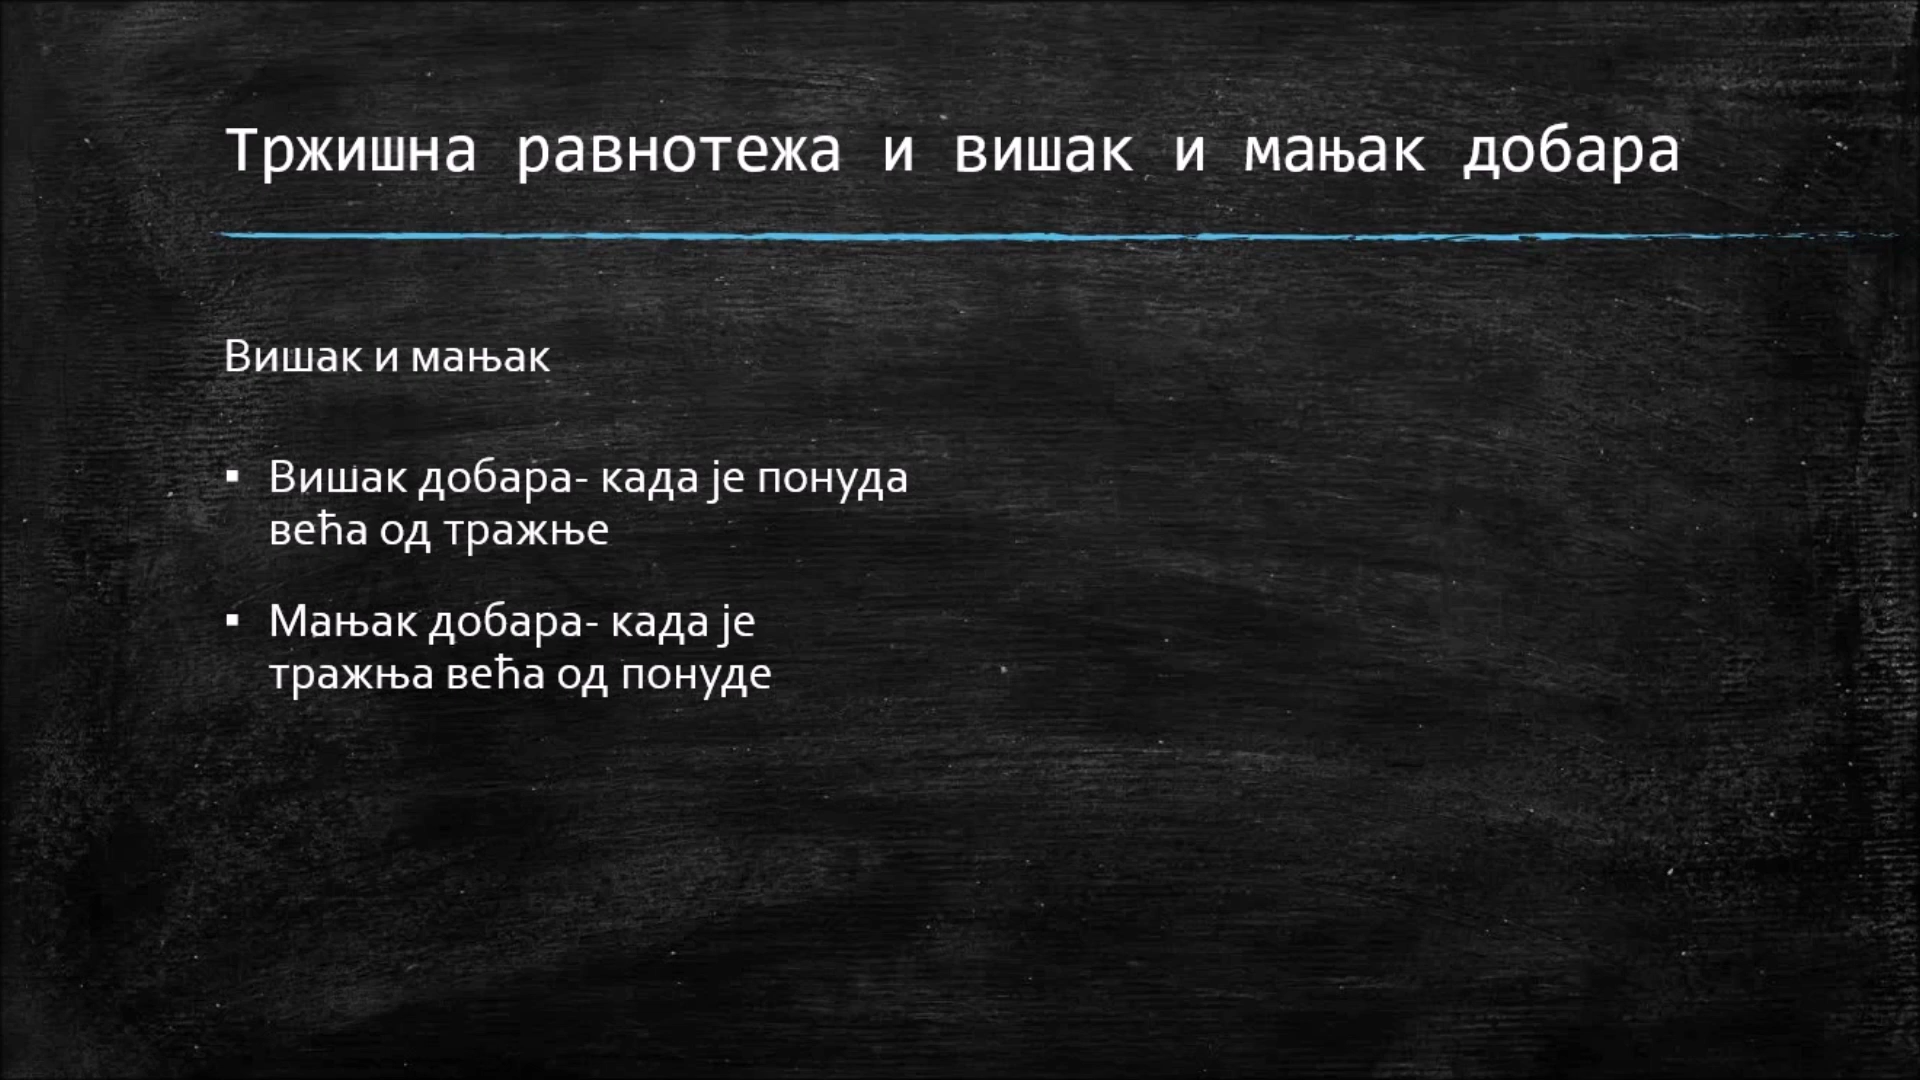 Тржишна равнотежа и вишак и мањак добара
Вишак и мањак
▪ Вишак добара- када је понуда
већа од тражње
▪ Мањак добара- када је
тражња већа од понуде